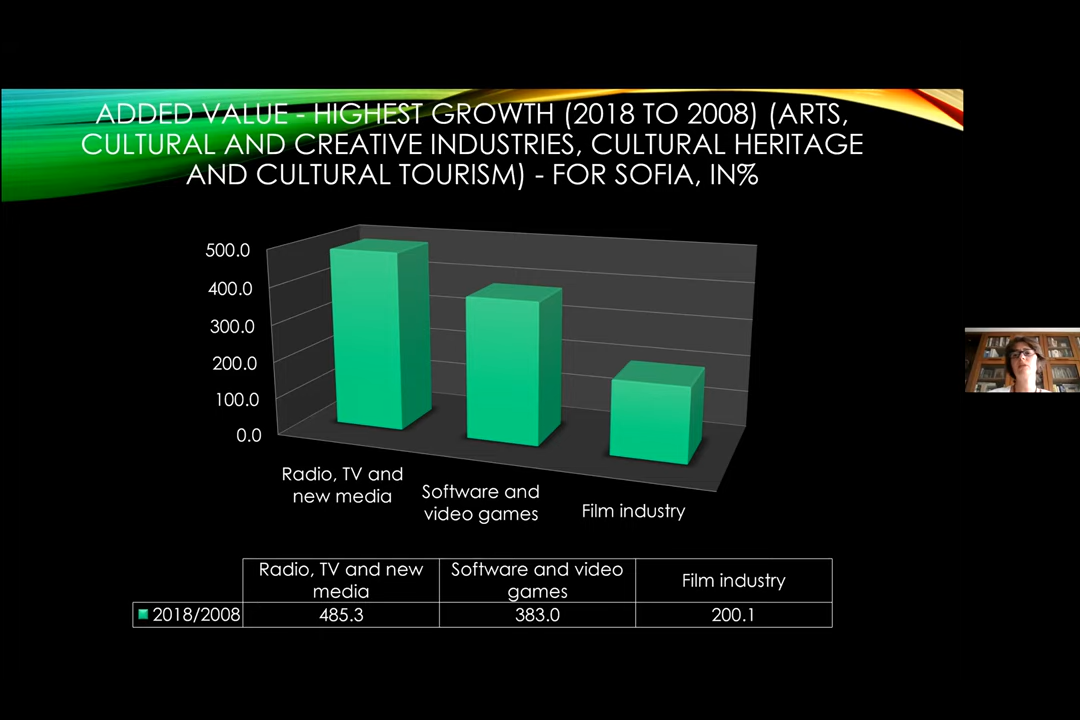 ADDED VALUE - HIGHEST GROWTH (2018 TO 2008) (ARTS,
CULTURAL AND CREATIVE INDUSTRIES, CULTURAL HERITAGE
AND CULTURAL TOURISM) - FOR SOFIA, IN%
500.0
400.0
300.0
200.0
100.0
0.0
Radio, TV and
new media
Software and
video games
Film industry
Radio, TV and new
media
Software and video
games
Film industry
2018/2008
485.3
383.0
200.1